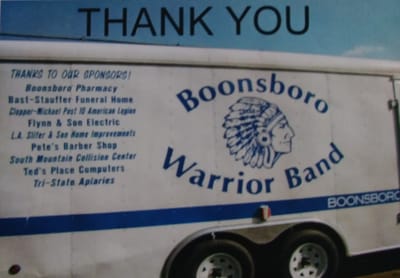 THANK YOU
THANKS TO OUR SPONSORS!
Boonsboro Pharmacy
Bast-Stauffer Funeral Home
Clopper-Michael Post 10 American Legion
Flynn & Son Electric
L.A. Slifer & Son Home Improvements
Pete's Barber Shop
South Mountain Collision Center
Ted's Place Computers
Tri-State Apiaries
Boonsboro
Warrior Band
BOONSBORO